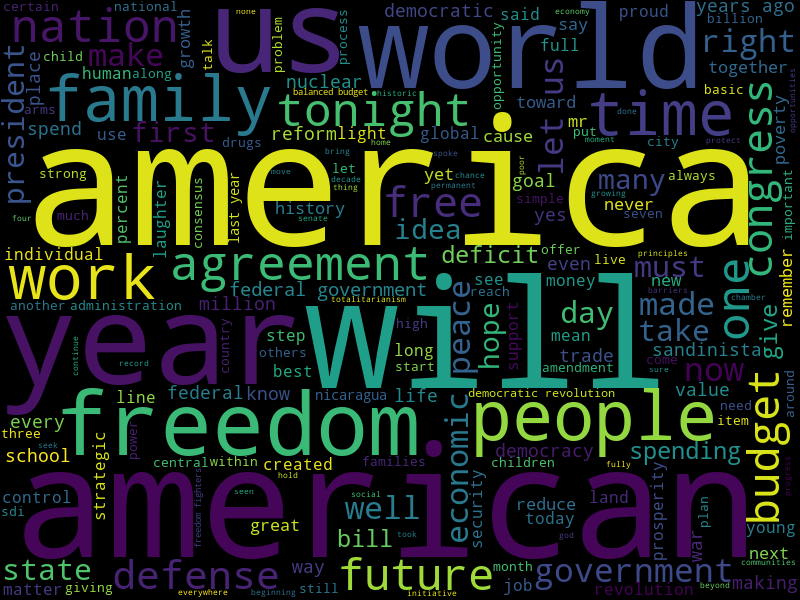 certain
national
none
economy
years ago
nation
us
world
democratic
said
proud
billion
make
growth
talk
problem
process
say
full
right
president
place
child
human
along
nuclear
opportunity
together
family
balanced budget
historic
toward
basic
opportunities
arms
tonight
let us
time
mr
done
congress
poverty
spend
use
first
drugs
reform
light
global
cause
put
moment
city
protect
home
america
strong
percent
laughter
consensus
last year
bring
spoke
move
let
decade
thing
chance
permanent
yet
poor
goal
many
always
free
simple
growing
never
important
four
much
history
senate
idea
yes
seven
individual
work
agreement
deficit
offer
even
live
principles
must
one
remember
federal government
see
reach
money
new
barriers
another
administration
million
totalitarianism
peace
made
chamber
give
year
will
country
step
high
hope
support
day
take
others
long
mean
trade
sandinista
continue
record
best
start
amendment
come
now
sure
around
freedom
line
federal
know
nicaragua
life
democratic revolution
value
need
item
people
budget
every
three
seek
school
strategic
power
central
within
created
families
economic
democracy
spending
children
fully
american
hold
control
sdi
freedom fighters
seen
social
well
security
reduce
today
land
prosperity
plan
progress
young
great
bill
took
god
war
next
state
defense
way
future
month
job
government
communities
matter
giving
everywhere
beginning
still
initiative
revolution
beyond
making